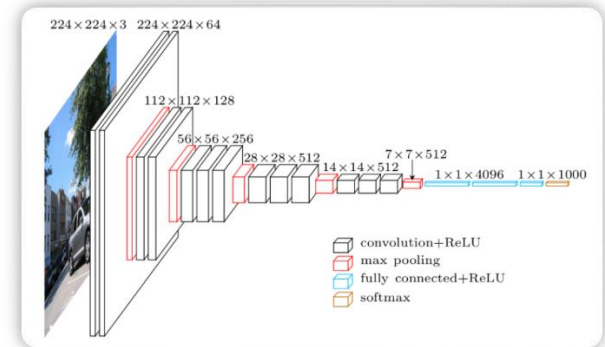 224×224×3
224×224×64
112×112×128
56×56×256
28×28×512
14×14×512
7×7×512
1×1×4096
1×1×1000
convolution+ReLU
max pooling
fully connected+ReLU
softmax